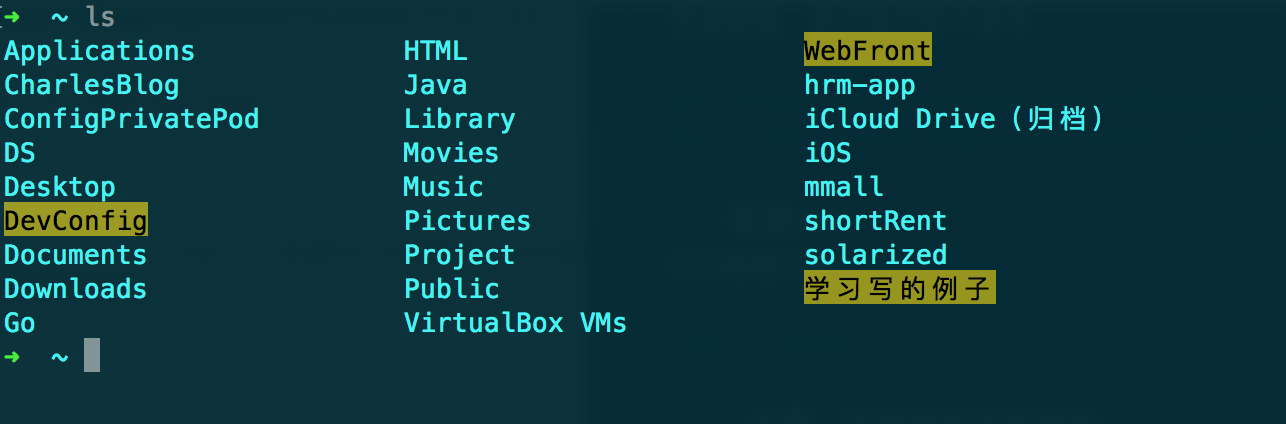 ➜ ~ ls
Applications HTML WebFront
CharlesBlog Java hrm-app
ConfigPrivatePod Library iCloud Drive（归档）
DS Movies iOS
Desktop Music mmall
DevConfig Pictures shortRent
Documents Project solarized
Downloads Public 学习写的例子
Go VirtualBox VMs
➜ ~